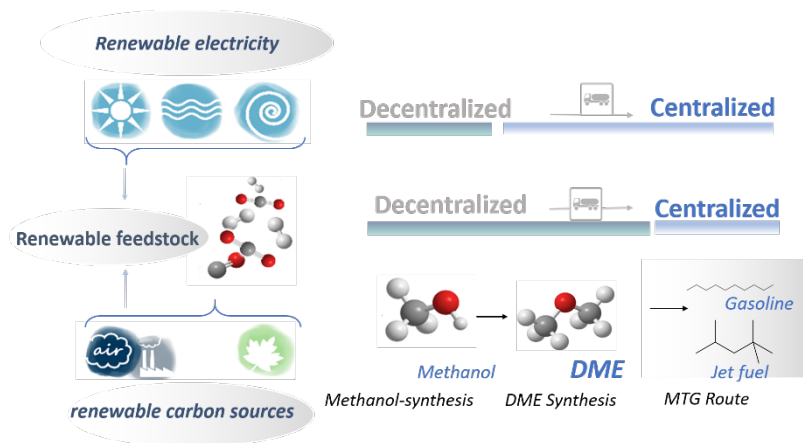 Renewable electricity
Decentralized
Centralized
Decentralized
Centralized
Renewable feedstock
air
Gasoline
Methanol
DME
Jet fuel
renewable carbon sources
Methanol-synthesis
DME Synthesis
MTG Route